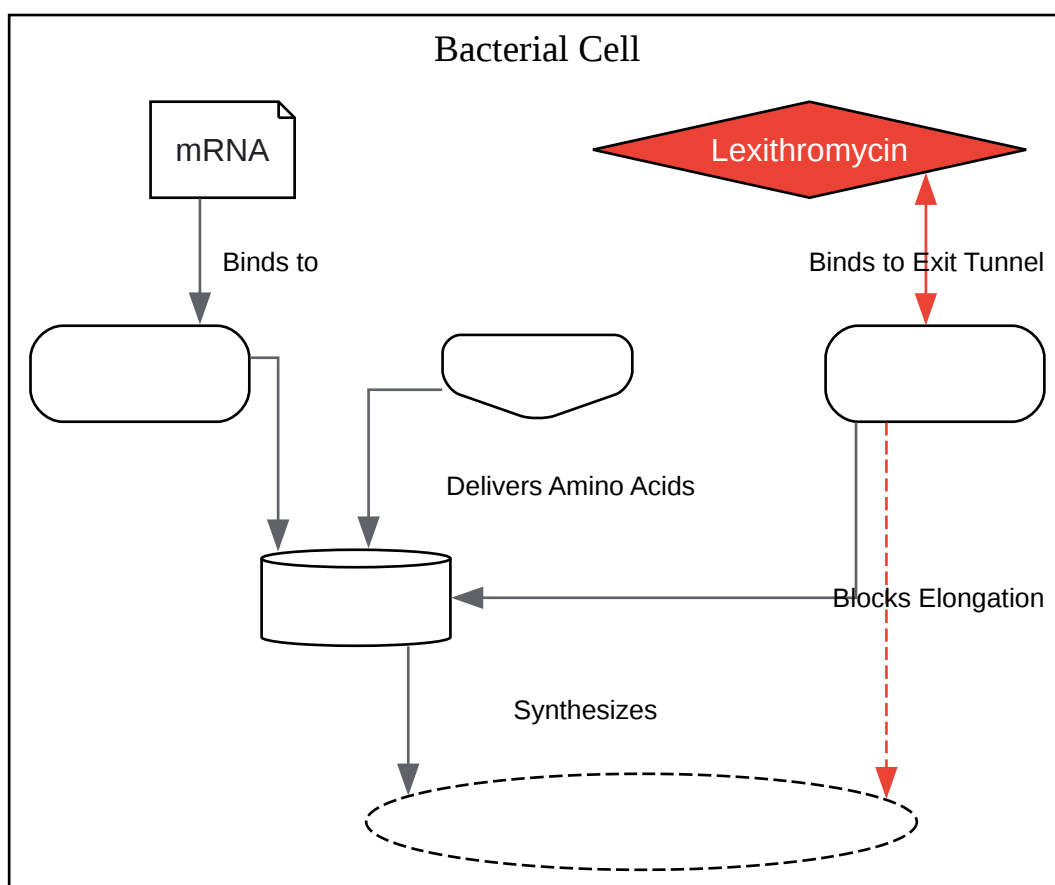 Bacterial Cell
mRNA
Lexithromycin
Binds to
Binds to Exit Tunnel
Delivers Amino Acids
Blocks Elongation
Synthesizes